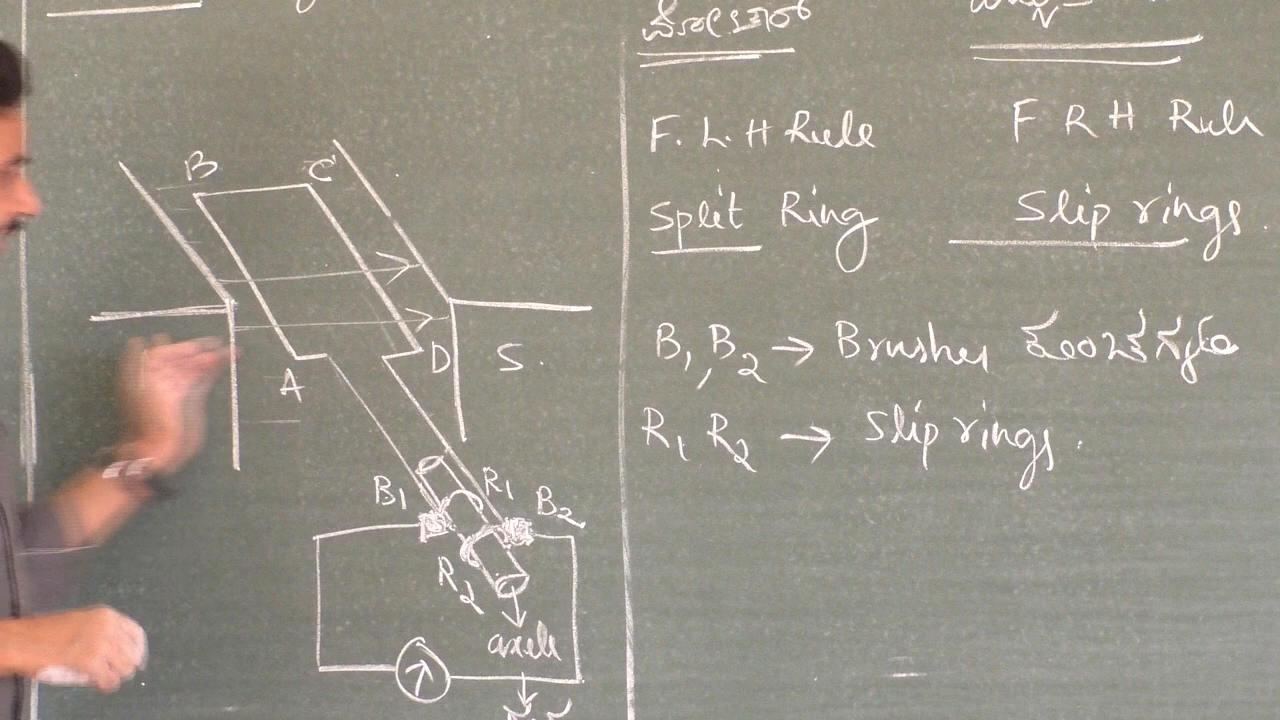 F. L. H Rule
F R H Rule
Split Ring
Slip rings.
B C
A D S.
B₁, B₂ → Brushes ಕುಂಚಗಳು
R₁ R₂ → Slip rings.
B₁ R₁ B₂
R₂
axle